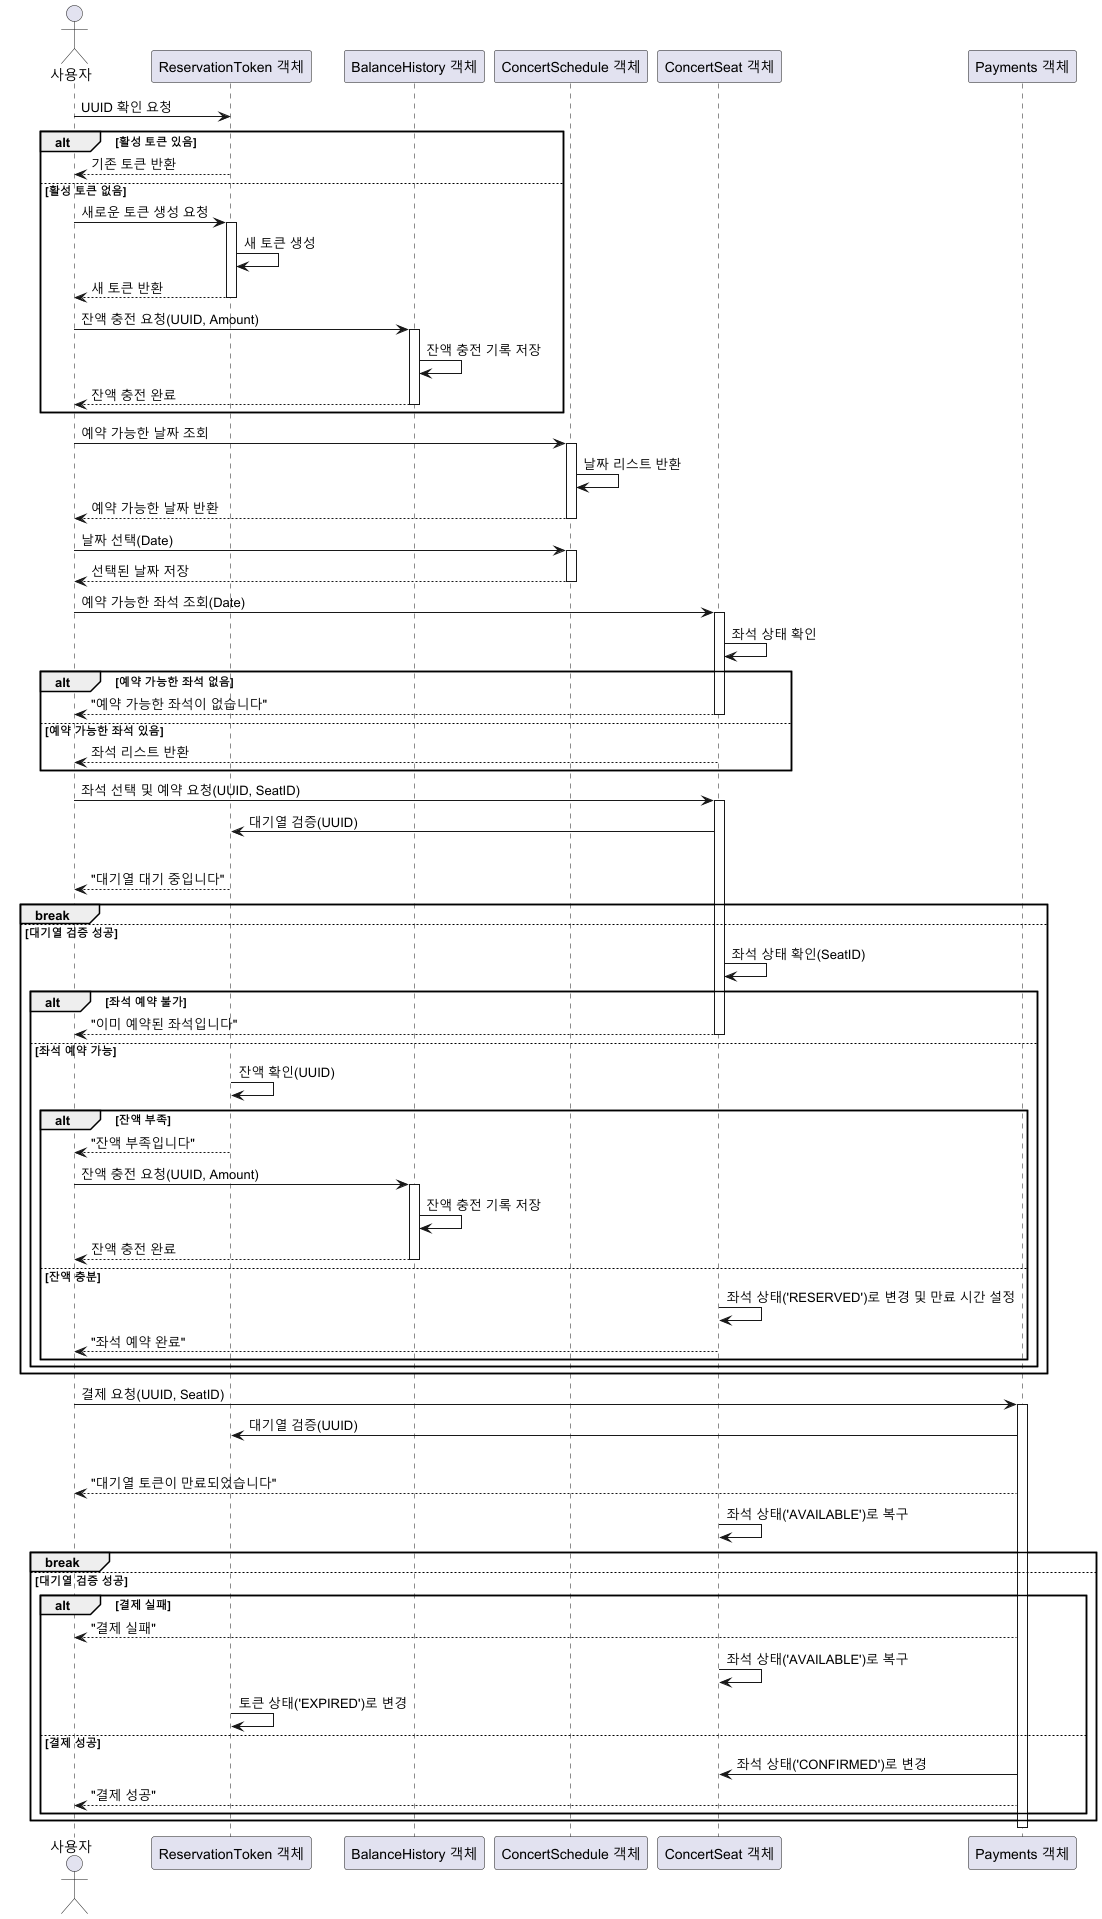 사용자
ReservationToken 객체
BalanceHistory 객체
ConcertSchedule 객체
ConcertSeat 객체
Payments 객체
UUID 확인 요청
alt
[활성 토큰 있음]
기존 토큰 반환
[활성 토큰 없음]
새로운 토큰 생성 요청
새 토큰 생성
새 토큰 반환
잔액 충전 요청(UUID, Amount)
잔액 충전 기록 저장
잔액 충전 완료
예약 가능한 날짜 조회
날짜 리스트 반환
예약 가능한 날짜 반환
날짜 선택(Date)
선택된 날짜 저장
예약 가능한 좌석 조회(Date)
좌석 상태 확인
alt
[예약 가능한 좌석 없음]
"예약 가능한 좌석이 없습니다"
[예약 가능한 좌석 있음]
좌석 리스트 반환
좌석 선택 및 예약 요청(UUID, SeatID)
대기열 검증(UUID)
"대기열 대기 중입니다"
break
[대기열 검증 성공]
좌석 상태 확인(SeatID)
alt
[좌석 예약 불가]
"이미 예약된 좌석입니다"
[좌석 예약 가능]
잔액 확인(UUID)
alt
[잔액 부족]
"잔액 부족입니다"
잔액 충전 요청(UUID, Amount)
잔액 충전 기록 저장
잔액 충전 완료
[잔액 충분]
좌석 상태('RESERVED')로 변경 및 만료 시간 설정
"좌석 예약 완료"
결제 요청(UUID, SeatID)
대기열 검증(UUID)
"대기열 토큰이 만료되었습니다"
좌석 상태('AVAILABLE')로 복구
break
[대기열 검증 성공]
alt
[결제 실패]
"결제 실패"
좌석 상태('AVAILABLE')로 복구
토큰 상태('EXPIRED')로 변경
[결제 성공]
좌석 상태('CONFIRMED')로 변경
"결제 성공"
사용자
ReservationToken 객체
BalanceHistory 객체
ConcertSchedule 객체
ConcertSeat 객체
Payments 객체